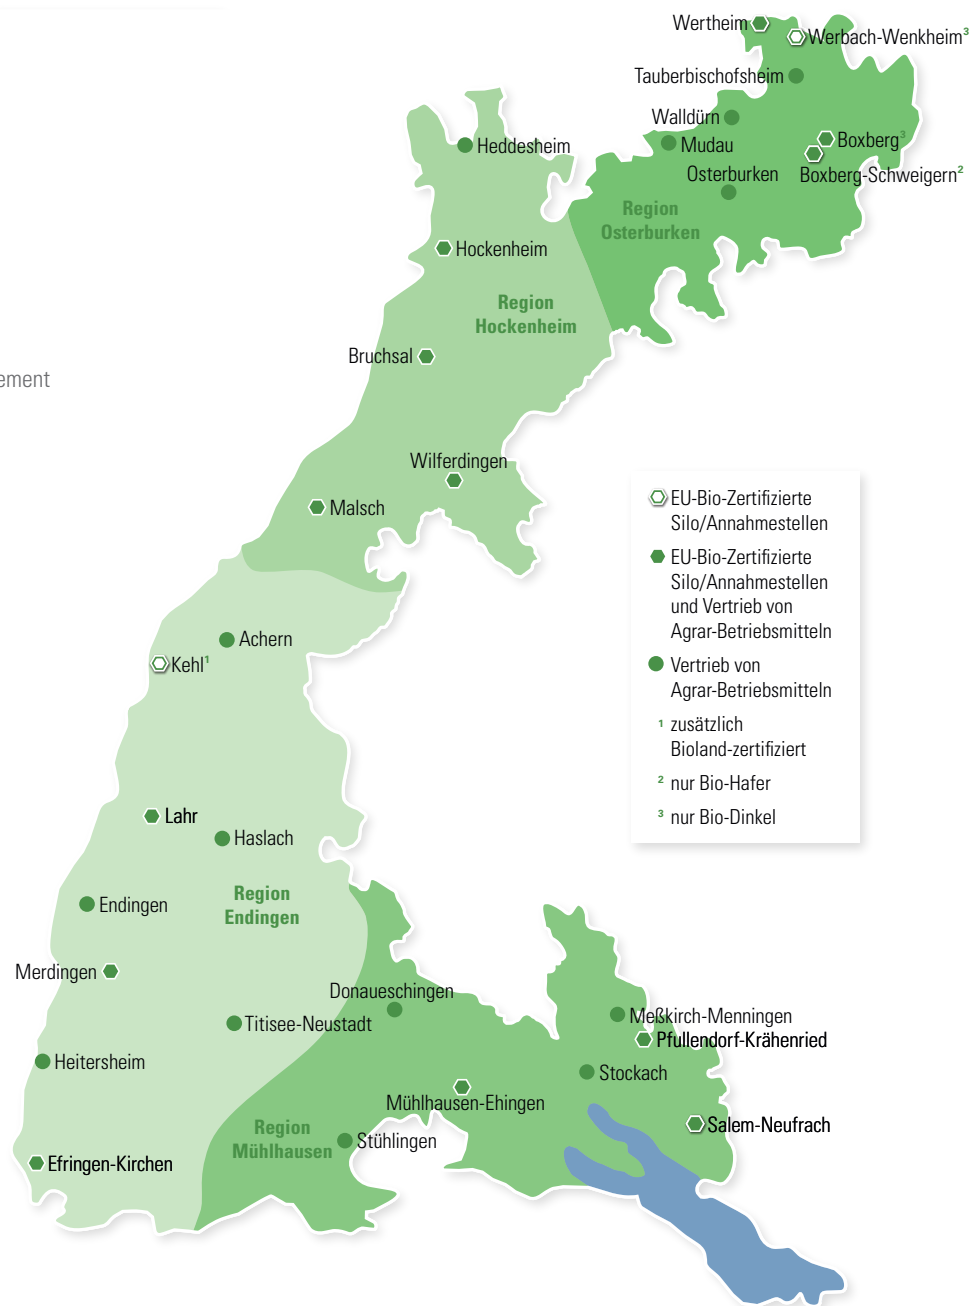 Wertheim
Werbach-Wenkheim³
Tauberbischofsheim
Walldürn
Mudau
Boxberg³
Boxberg-Schweigern²
Osterburken
Region
Osterburken
Heddesheim
Hockenheim
Region
Hockenheim
Bruchsal
ement
Wilferdingen
Malsch
EU-Bio-Zertifizierte
Silo/Annahmestellen
EU-Bio-Zertifizierte
Silo/Annahmestellen
und Vertrieb von
Agrar-Betriebsmitteln
Vertrieb von
Agrar-Betriebsmitteln
¹ zusätzlich
Bioland-zertifiziert
² nur Bio-Hafer
³ nur Bio-Dinkel
Achern
Kehl¹
Lahr
Haslach
Region
Endingen
Endingen
Merdingen
Titisee-Neustadt
Heitersheim
Efringen-Kirchen
Donaueschingen
Meßkirch-Menningen
Pfullendorf-Krähenried
Stockach
Mühlhausen-Ehingen
Salem-Neufrach
Region
Mühlhausen
Stühlingen